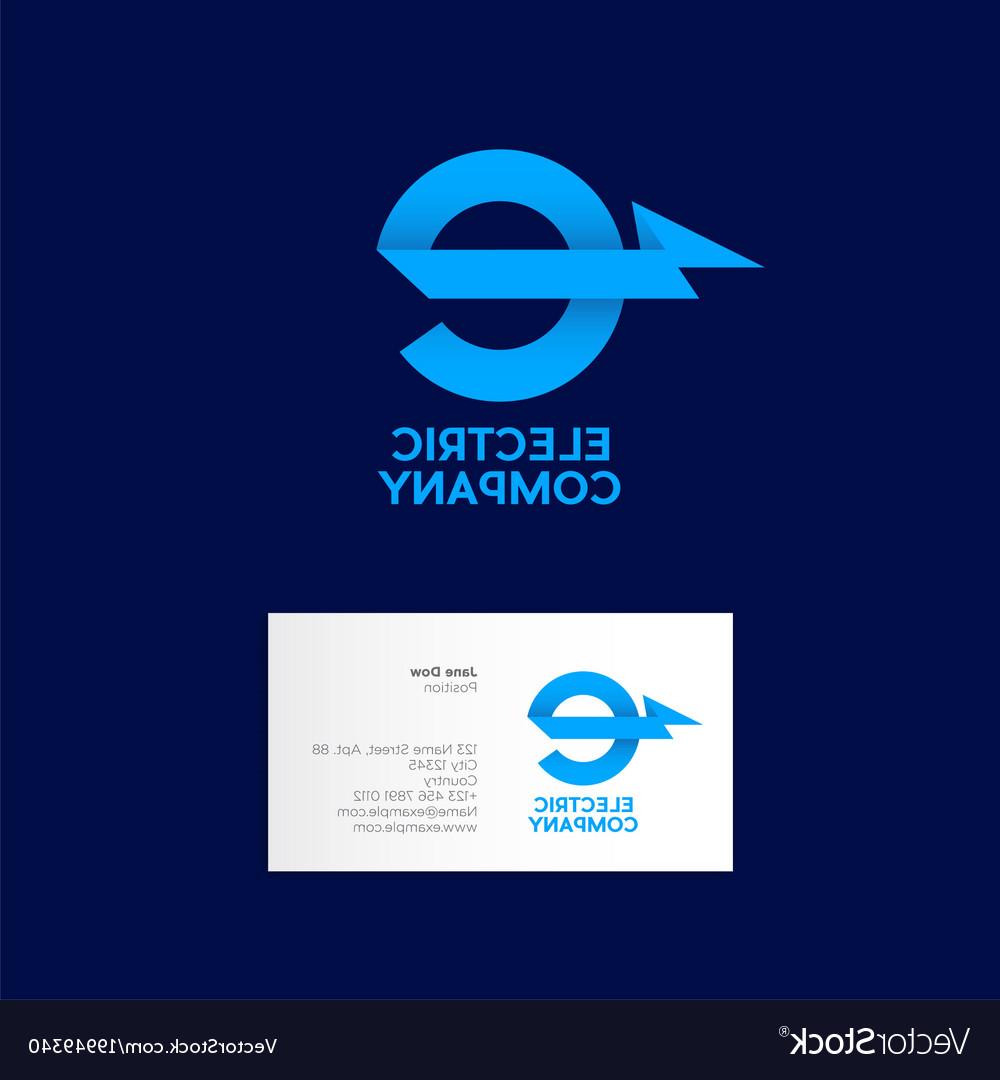 ELECTRIC
COMPANY
Jane Dow
Position
123 Name Street, Apt. 88
City 12345
Country
+123 456 7891 0112
Name@example.com
www.example.com
ELECTRIC
COMPANY
VectorStock®
VectorStock.com/19949340